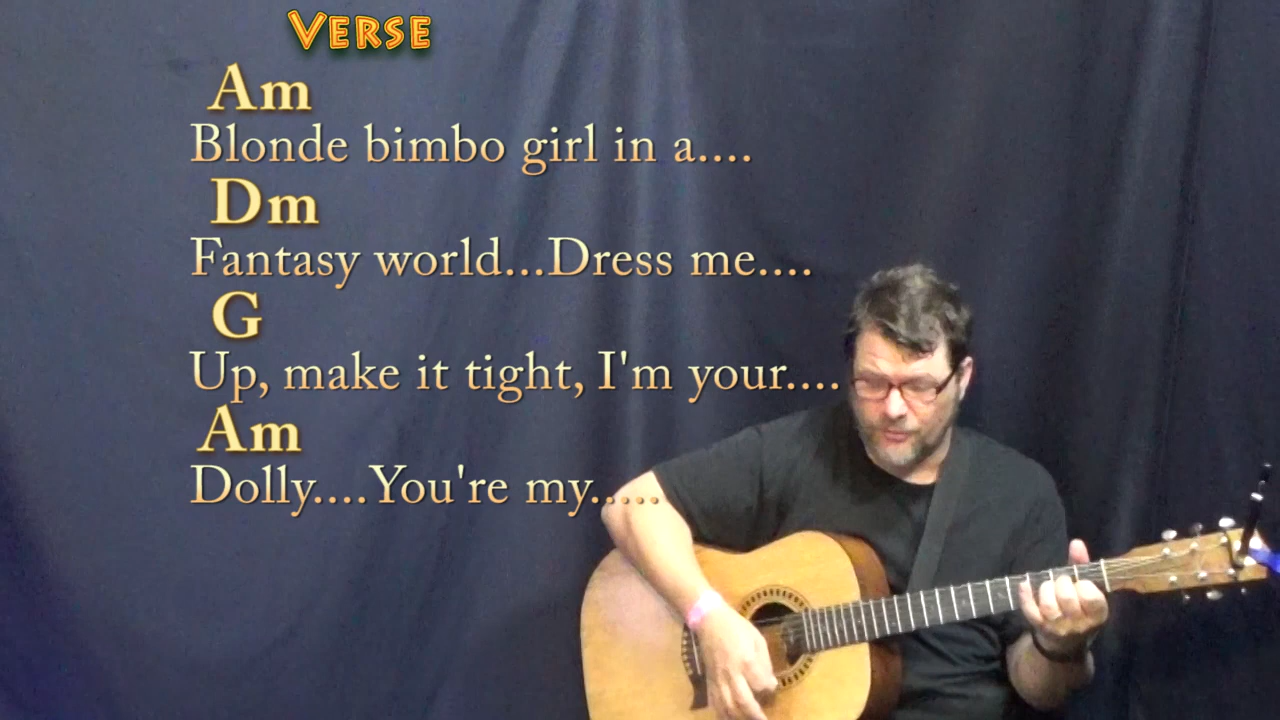 VERSE
Am
Blonde bimbo girl in a....
Dm
Fantasy world...Dress me....
G
Up, make it tight, I'm your....
Am
Dolly....You're my.....